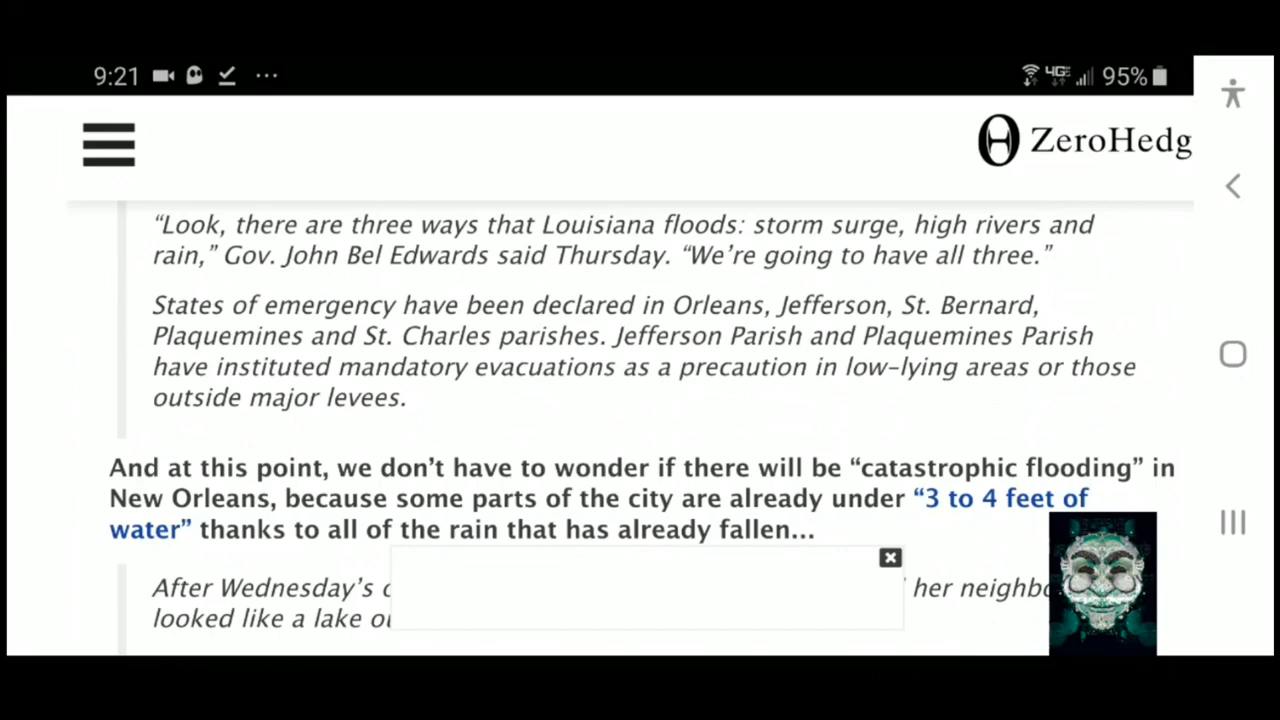 9:21
4GE 95%
ZeroHedg
“Look, there are three ways that Louisiana floods: storm surge, high rivers and
rain,” Gov. John Bel Edwards said Thursday. “We’re going to have all three.”
States of emergency have been declared in Orleans, Jefferson, St. Bernard,
Plaquemines and St. Charles parishes. Jefferson Parish and Plaquemines Parish
have instituted mandatory evacuations as a precaution in low-lying areas or those
outside major levees.
And at this point, we don’t have to wonder if there will be “catastrophic flooding” in
New Orleans, because some parts of the city are already under “3 to 4 feet of
water” thanks to all of the rain that has already fallen...
After Wednesday’s her
looked like a lake